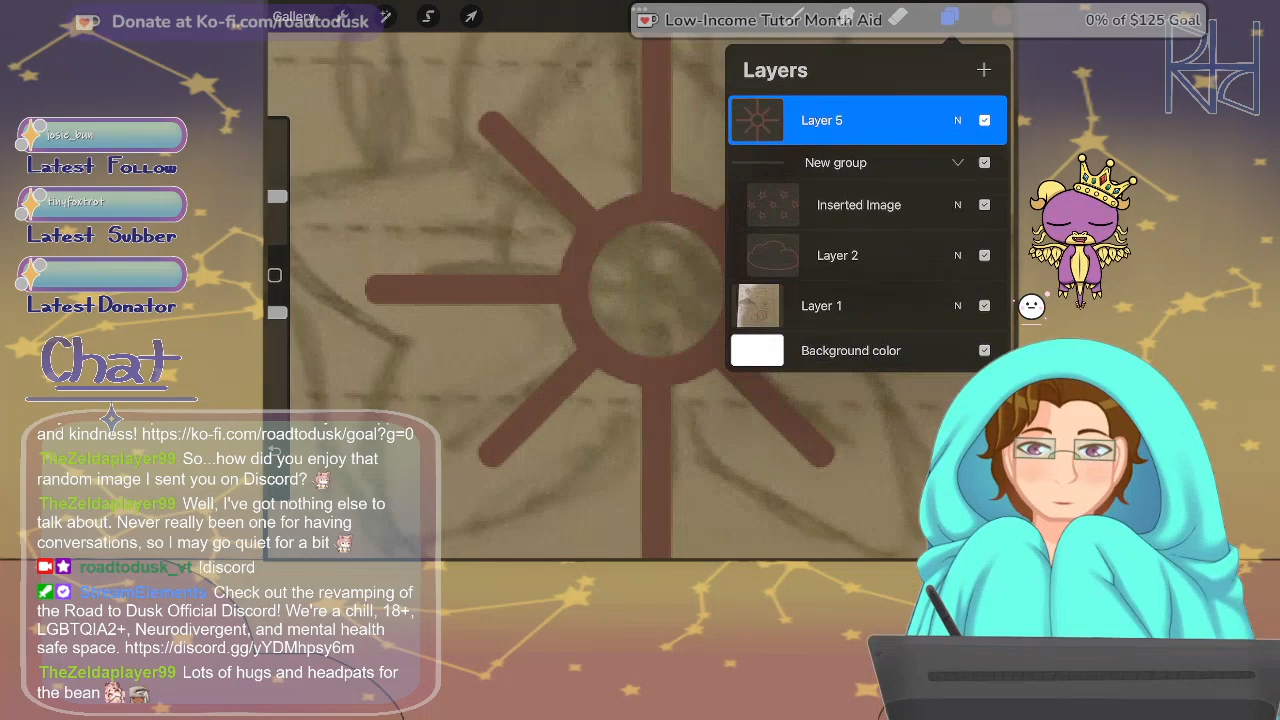 Donate at Ko-fi.com/roadtodusk
Gallery
Low-Income Tutor Month Aid
0% of $125 Goal
Layers
Layer 5 N
New group
Inserted Image N
Layer 2 N
Layer 1 N
Background color
josie_bun
Latest Follow
tinyfoxtrot
Latest Subber
Latest Donator
Chat
and kindness! https://ko-fi.com/roadtodusk/goal?g=0
TheZeldaplayer99 So...how did you enjoy that
random image I sent you on Discord?
TheZeldaplayer99 Well, I've got nothing else to
talk about. Never really been one for having
conversations, so I may go quiet for a bit
roadtodusk_vt !discord
StreamElements Check out the revamping of
the Road to Dusk Official Discord! We're a chill, 18+,
LGBTQIA2+, Neurodivergent, and mental health
safe space. https://discord.gg/yYDMhpsy6m
TheZeldaplayer99 Lots of hugs and headpats for
the bean